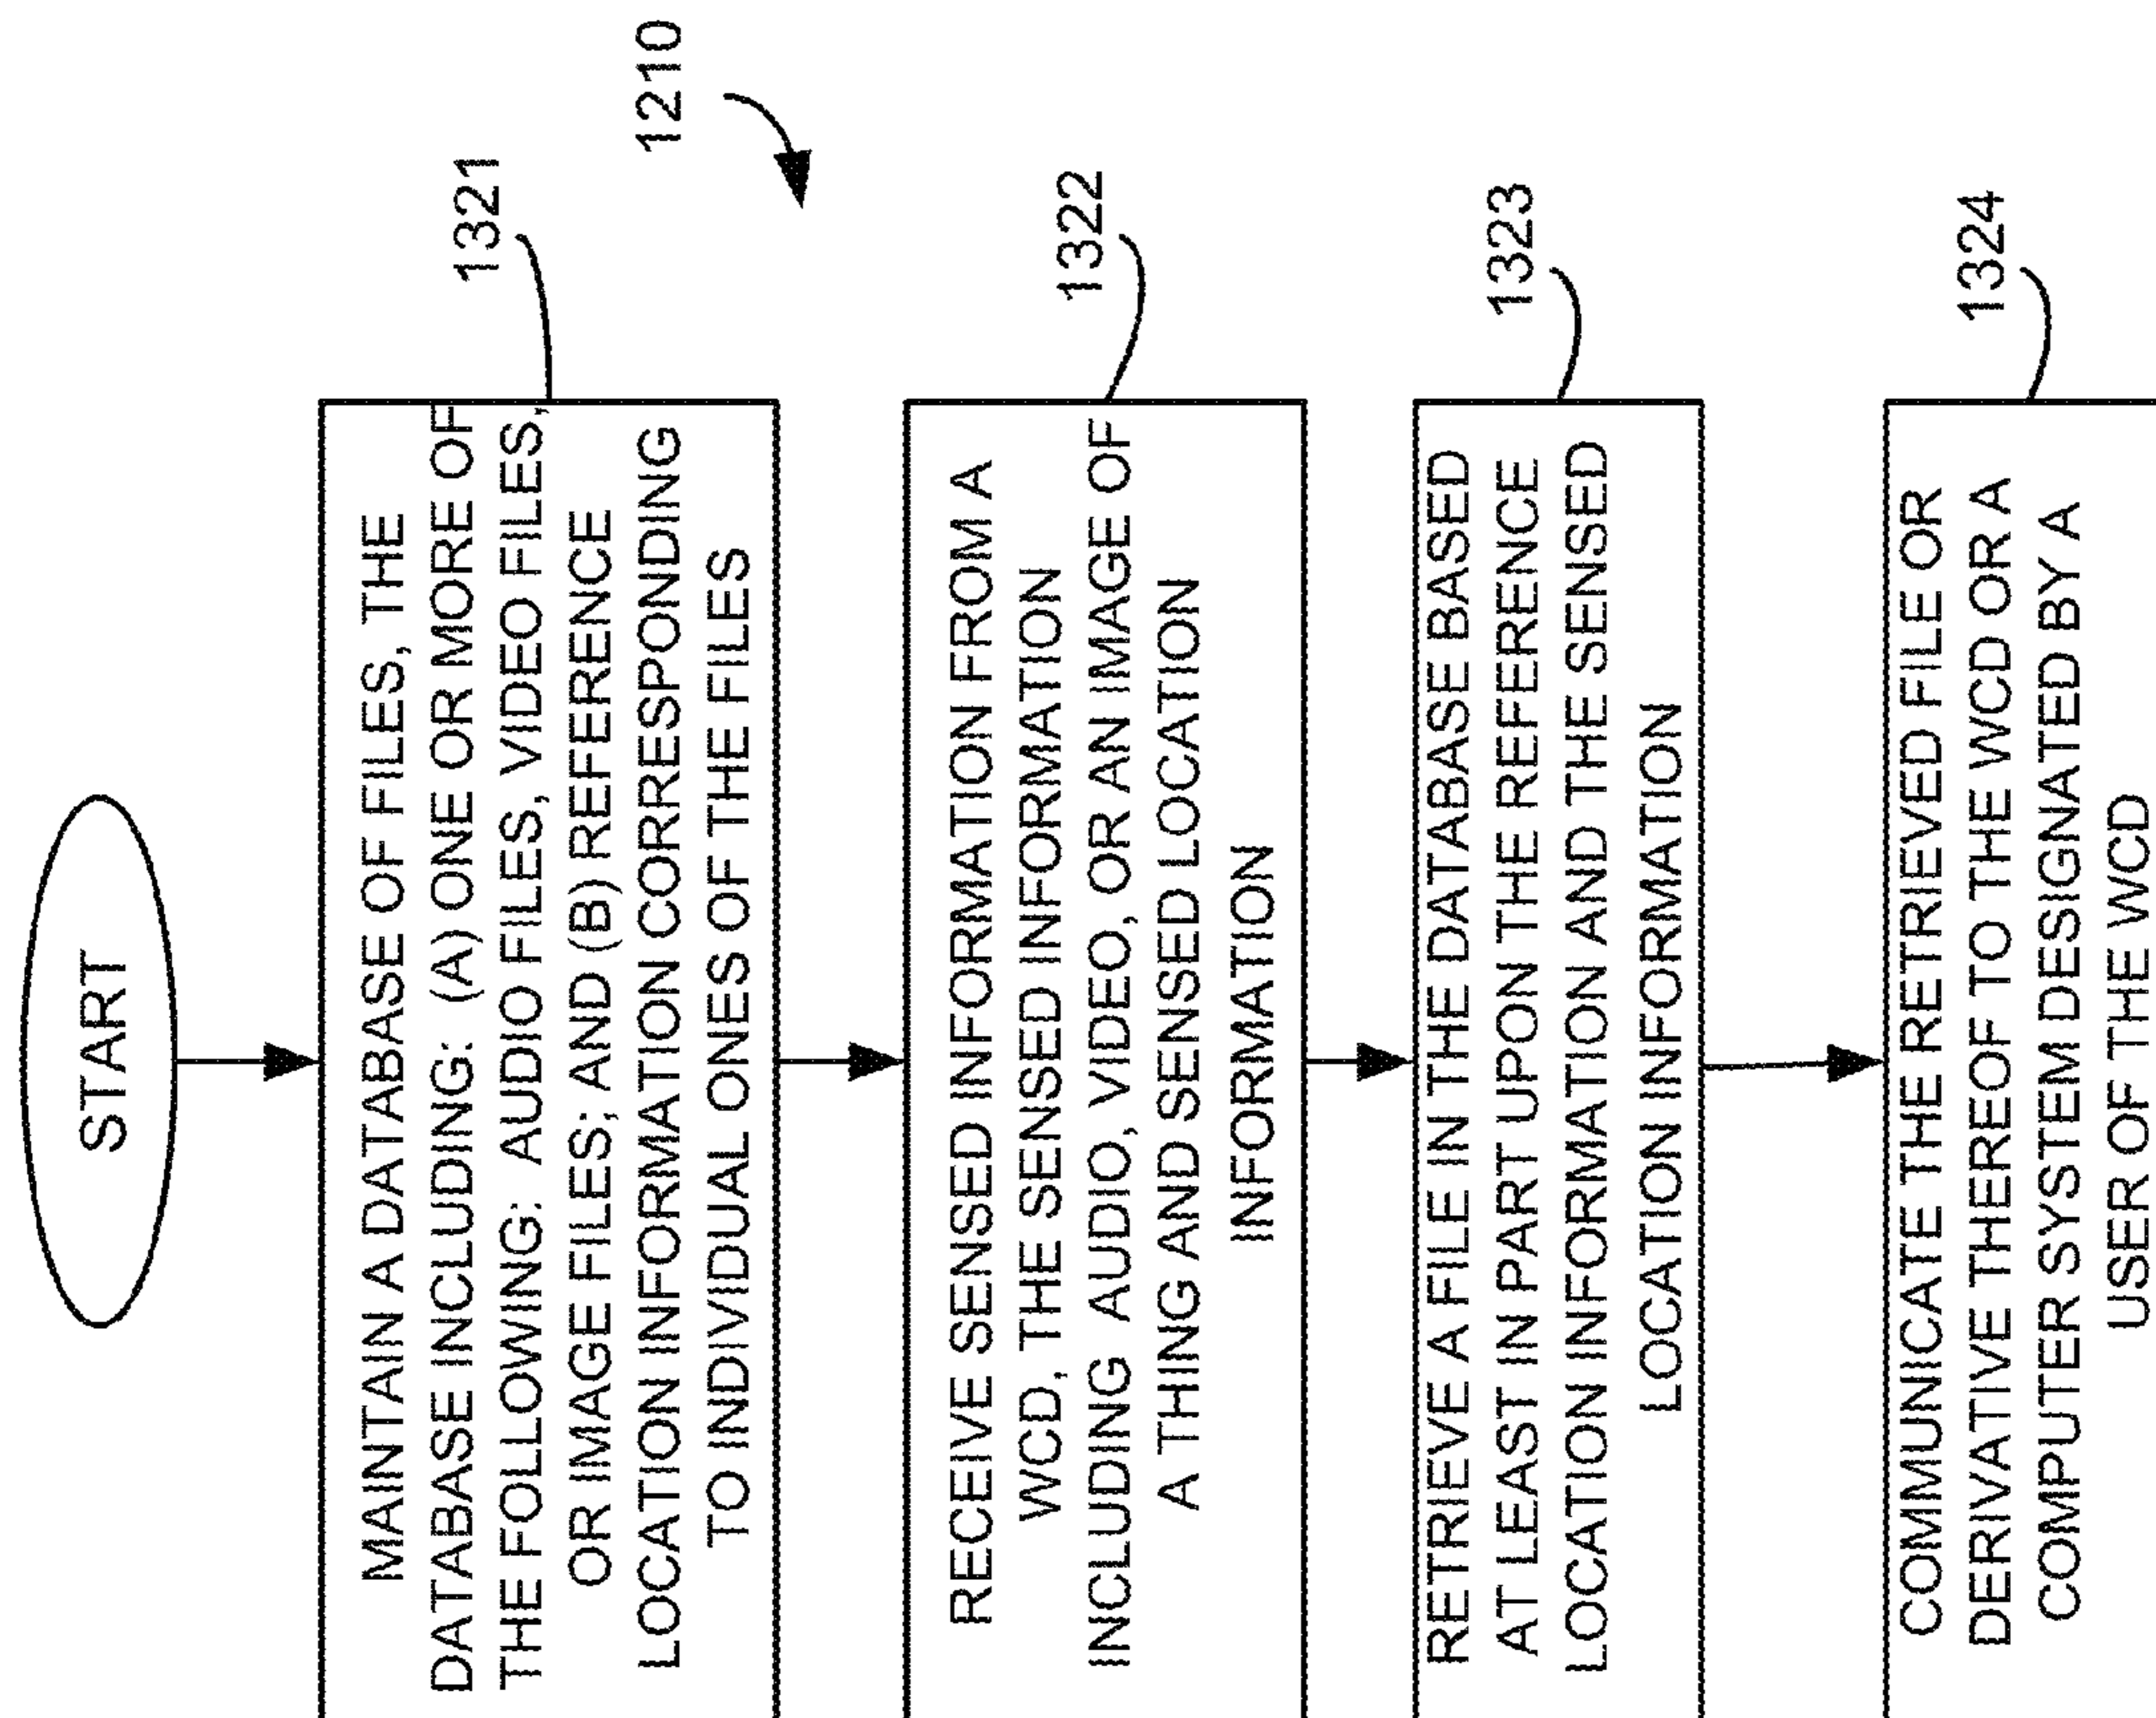 START
MAINTAIN A DATABASE OF FILES, THE
DATABASE INCLUDING: (A) ONE OR MORE OF
THE FOLLOWING: AUDIO FILES, VIDEO FILES,
OR IMAGE FILES; AND (B) REFERENCE
LOCATION INFORMATION CORRESPONDING
TO INDIVIDUAL ONES OF THE FILES
1321
1210
RECEIVE SENSED INFORMATION FROM A
WCD, THE SENSED INFORMATION
INCLUDING AUDIO, VIDEO, OR AN IMAGE OF
A THING AND SENSED LOCATION
INFORMATION
1322
RETRIEVE A FILE IN THE DATABASE BASED
AT LEAST IN PART UPON THE REFERENCE
LOCATION INFORMATION AND THE SENSED
LOCATION INFORMATION
1323
COMMUNICATE THE RETRIEVED FILE OR
DERIVATIVE THEREOF TO THE WCD OR A
COMPUTER SYSTEM DESIGNATED BY A
USER OF THE WCD
1324